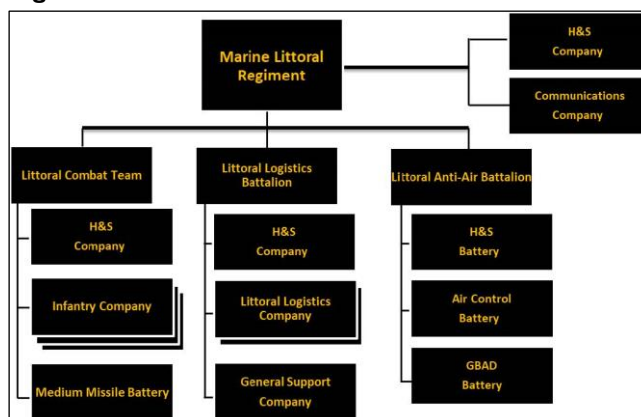 Marine Littoral
Regiment
H&S
Company
Communications
Company
Littoral Combat Team
Littoral Logistics
Battalion
Littoral Anti-Air Battalion
H&S
Company
H&S
Company
H&S
Battery
Infantry Company
Littoral Logistics
Company
Air Control
Battery
Medium Missile Battery
General Support
Company
GBAD
Battery